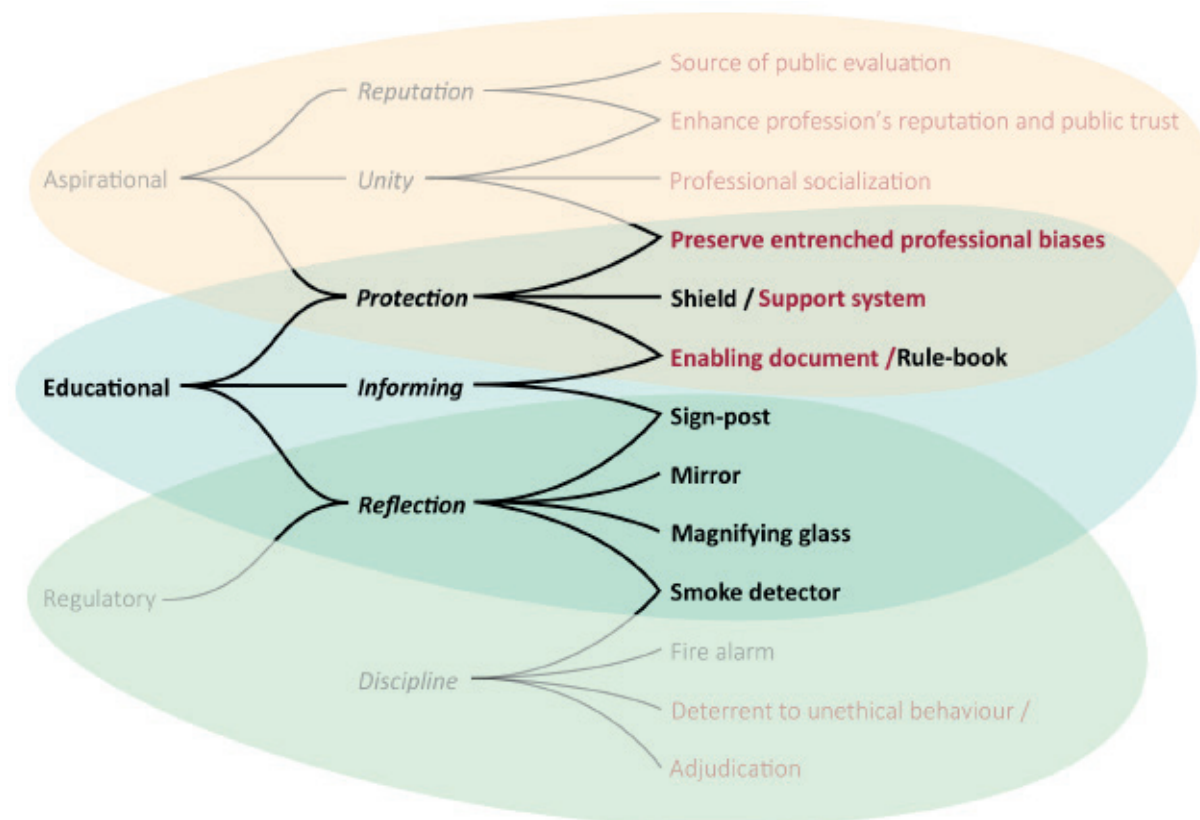 Source of public evaluation
Reputation
Enhance profession's reputation and public trust
Aspirational
Unity
Professional socialization
Preserve entrenched professional biases
Protection
Shield / Support system
Enabling document /Rule-book
Educational
Informing
Sign-post
Mirror
Reflection
Magnifying glass
Smoke detector
Regulatory
Fire alarm
Discipline
Deterrent to unethical behaviour /
Adjudication